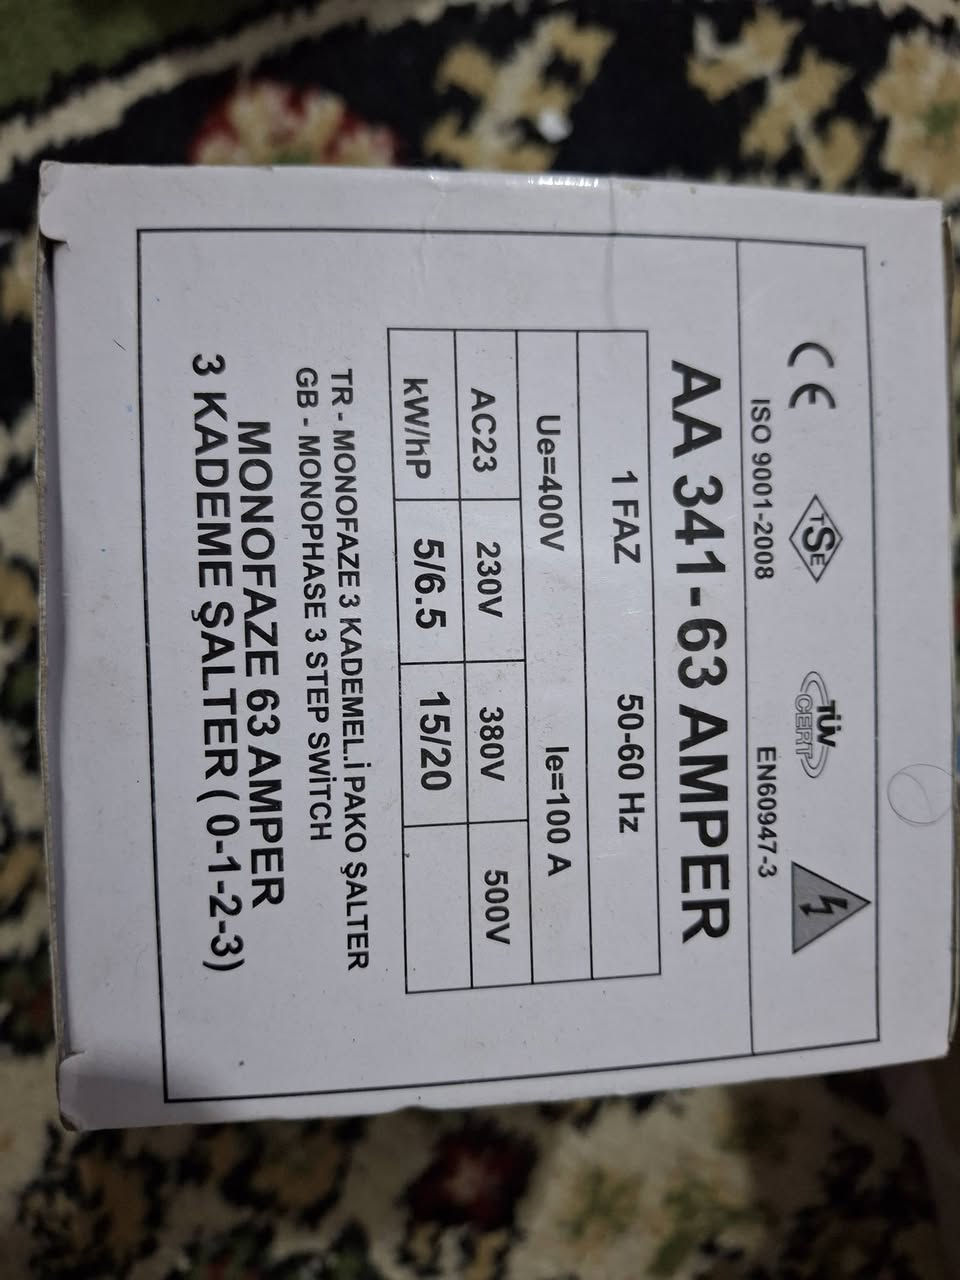 CE TSE TÜV CERT
ISO 9001-2008 EN60947-3
AA 341 - 63 AMPER
1 FAZ 50-60 Hz
Ue=400V Ie=100 A
AC23 230V 380V 500V
kW/hP 5/6.5 15/20
TR - MONOFAZE 3 KADEMEL.İ PAKO ŞALTER
GB - MONOPHASE 3 STEP SWİTCH
MONOFAZE 63 AMPER
3 KADEME ŞALTER ( 0-1-2-3)